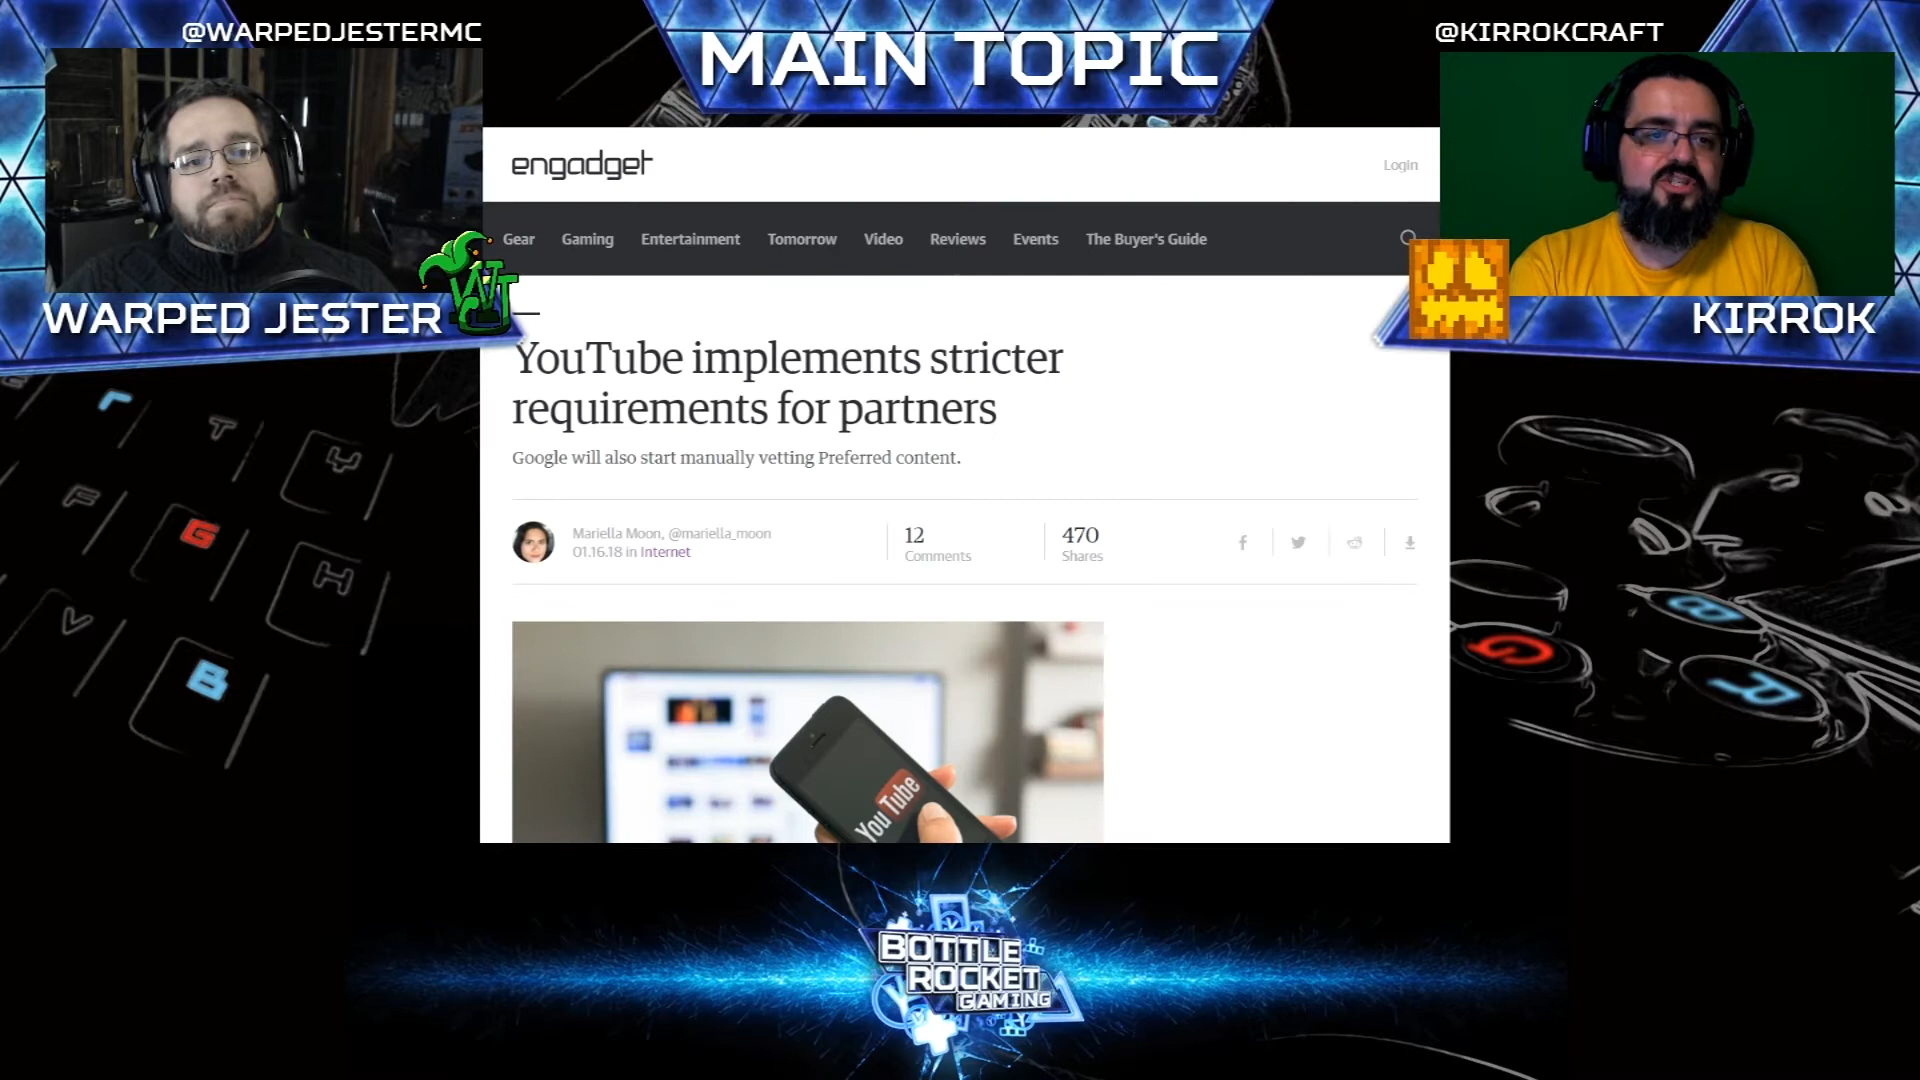 @WARPEDJESTERMC
MAIN TOPIC
@KIRROKCRAFT
engadget
Login
Gear Gaming Entertainment Tomorrow Video Reviews Events The Buyer's Guide
WJ
WARPED JESTER
KIRROK
YouTube implements stricter
requirements for partners
Google will also start manually vetting Preferred content.
Mariella Moon, @mariella_moon
01.16.18 in Internet
12
Comments
470
Shares
YouTube
T
Y
F
G
H
V
B
G
B
R
BOTTLE
ROCKET
GAMING